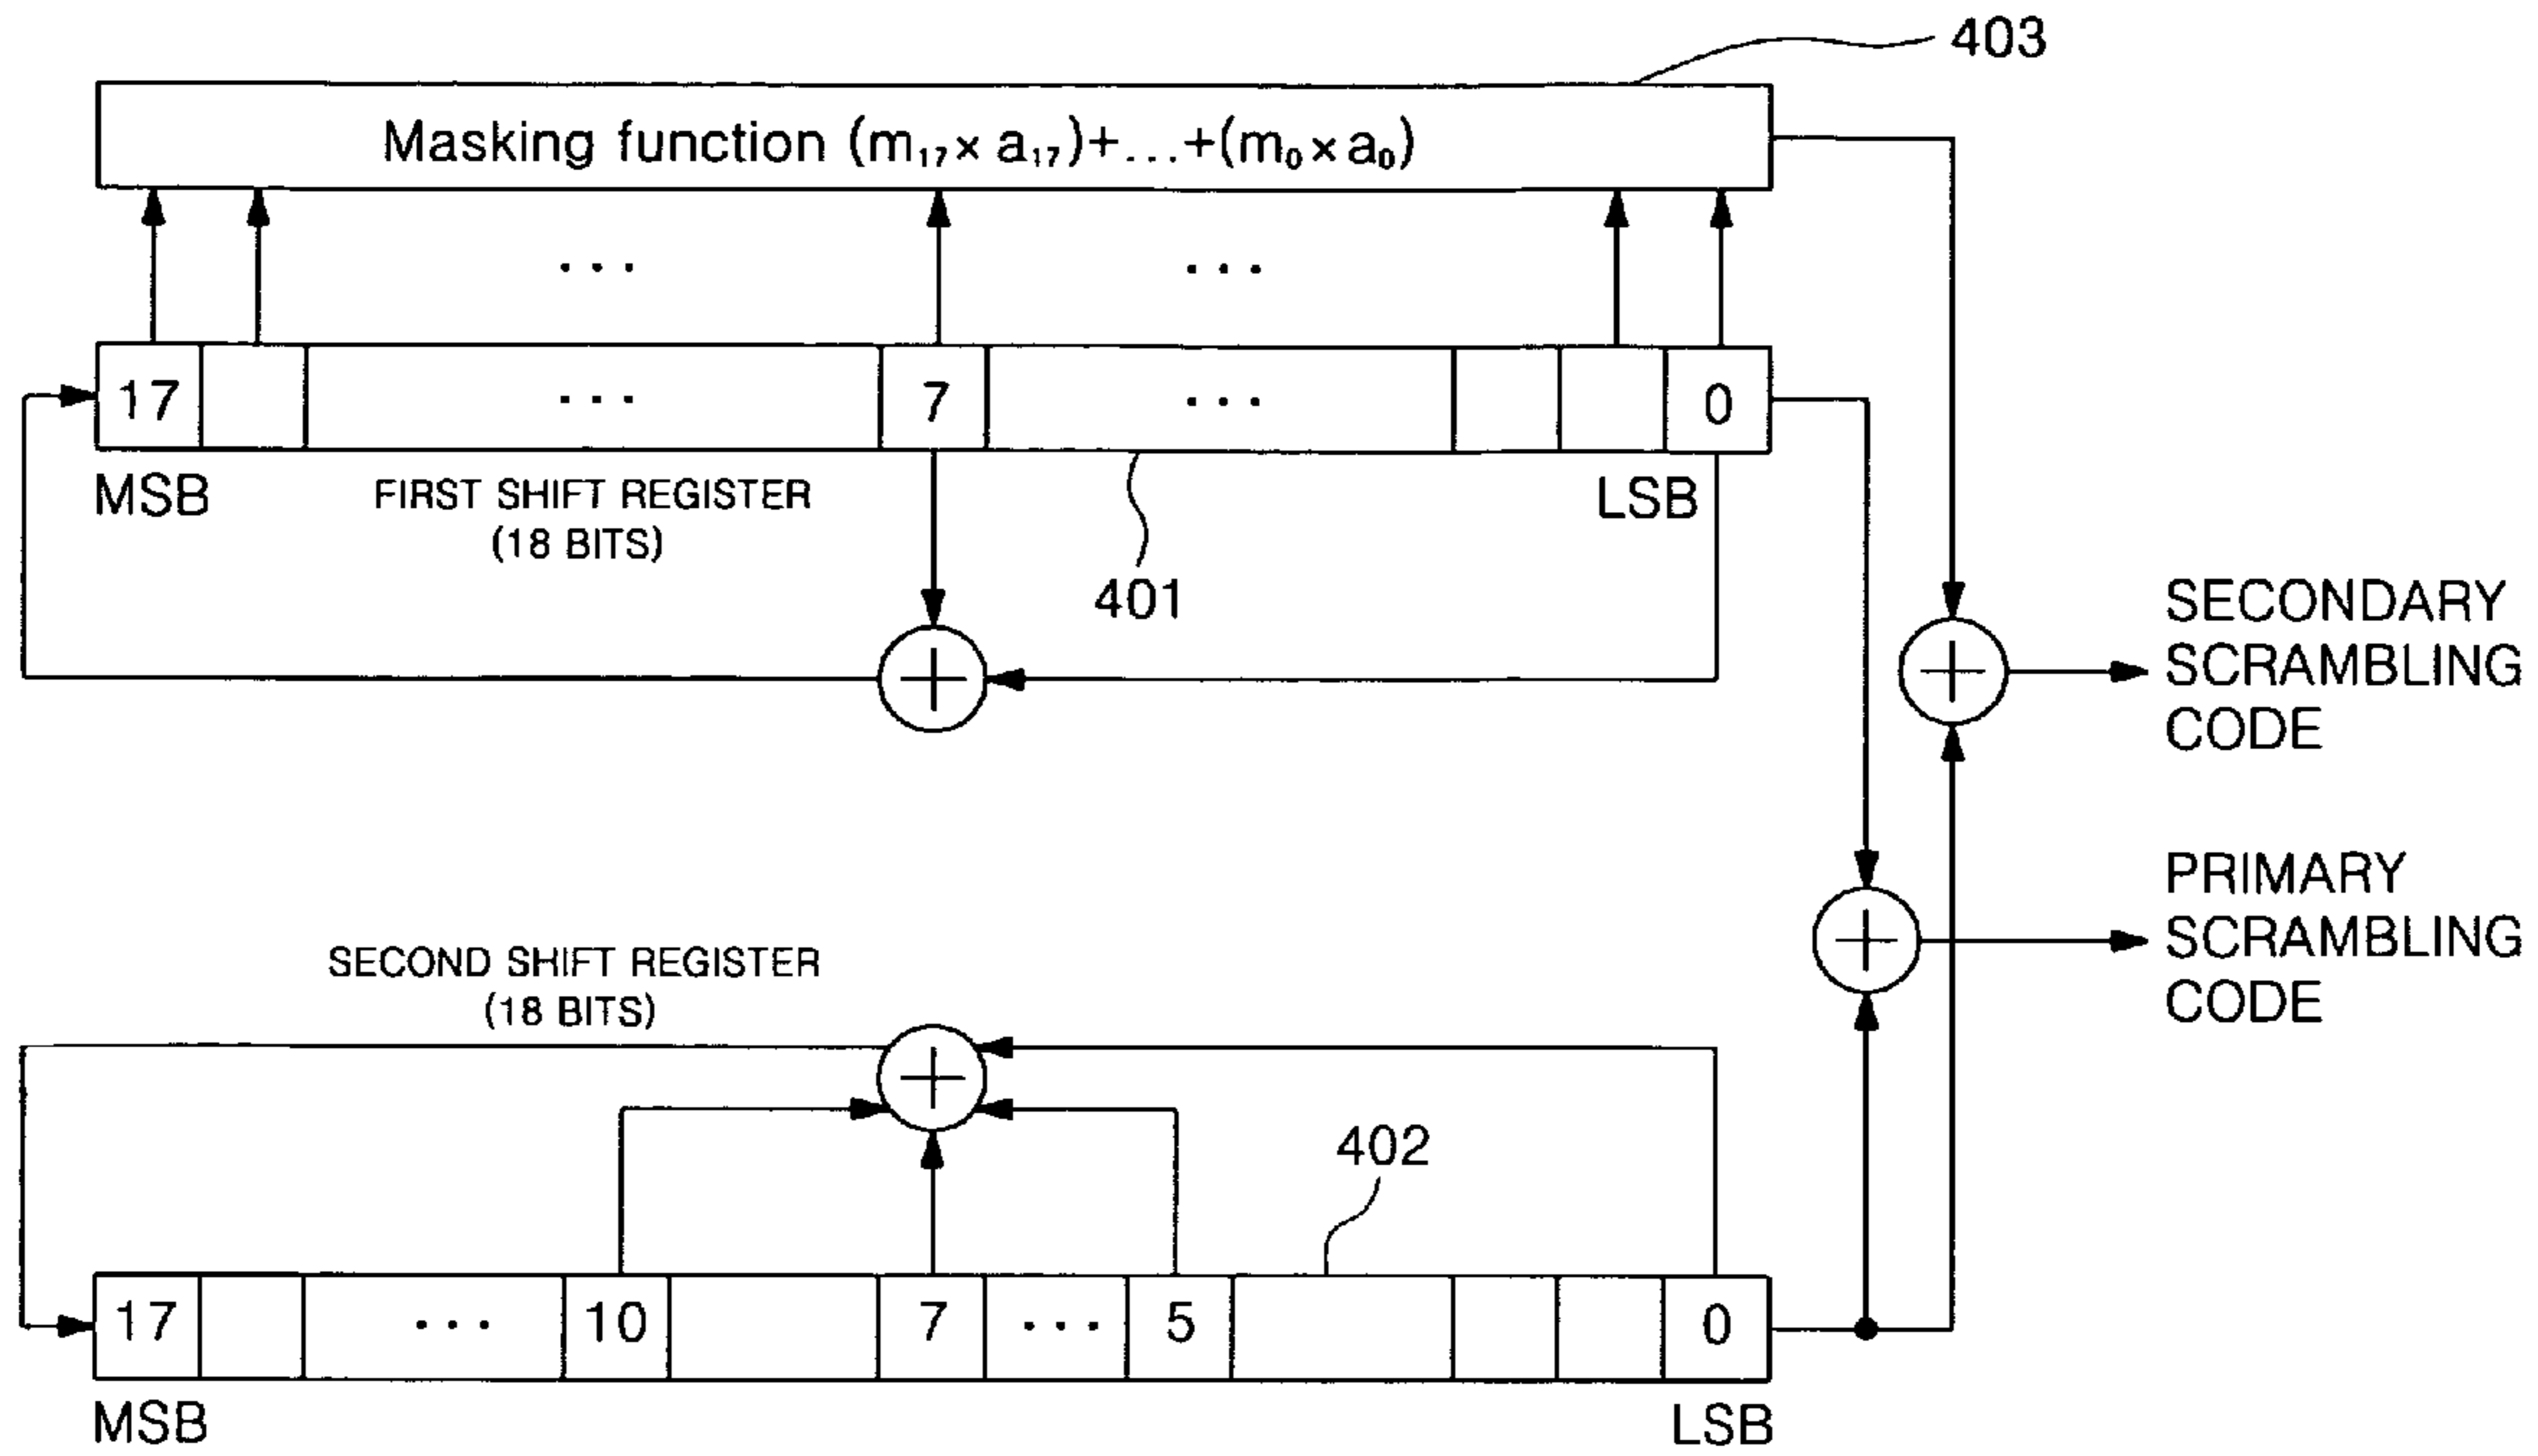 403
Masking function (m₁₇× a₁₇)+...+(m₀×a₀)
... ...
17 ... 7 ... 0
MSB
FIRST SHIFT REGISTER
(18 BITS)
LSB
401
SECONDARY
SCRAMBLING
CODE
PRIMARY
SCRAMBLING
CODE
SECOND SHIFT REGISTER
(18 BITS)
402
17 ... 10 7 ... 5 0
MSB
LSB